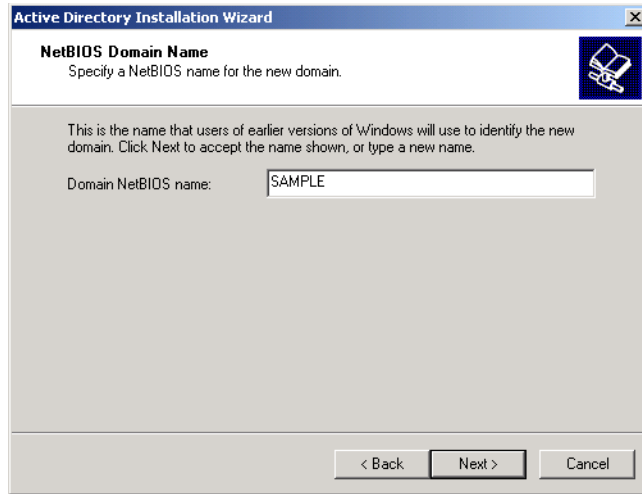 Active Directory Installation Wizard
NetBIOS Domain Name
Specify a NetBIOS name for the new domain.
This is the name that users of earlier versions of Windows will use to identify the new
domain. Click Next to accept the name shown, or type a new name.
Domain NetBIOS name: SAMPLE
< Back Next > Cancel